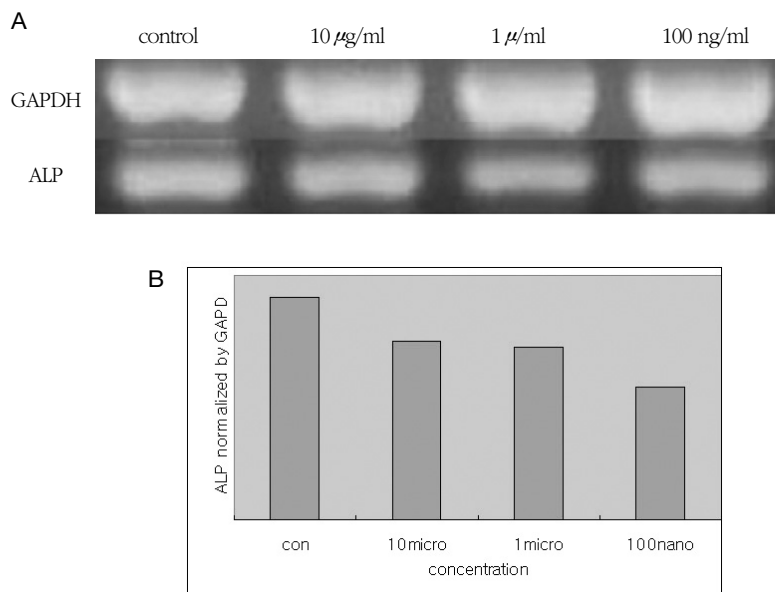 A
control 10 μg/ml 1 μ/ml 100 ng/ml
GAPDH
ALP
B
ALP normalized by GAPD
con 10micro 1micro 100nano
concentration